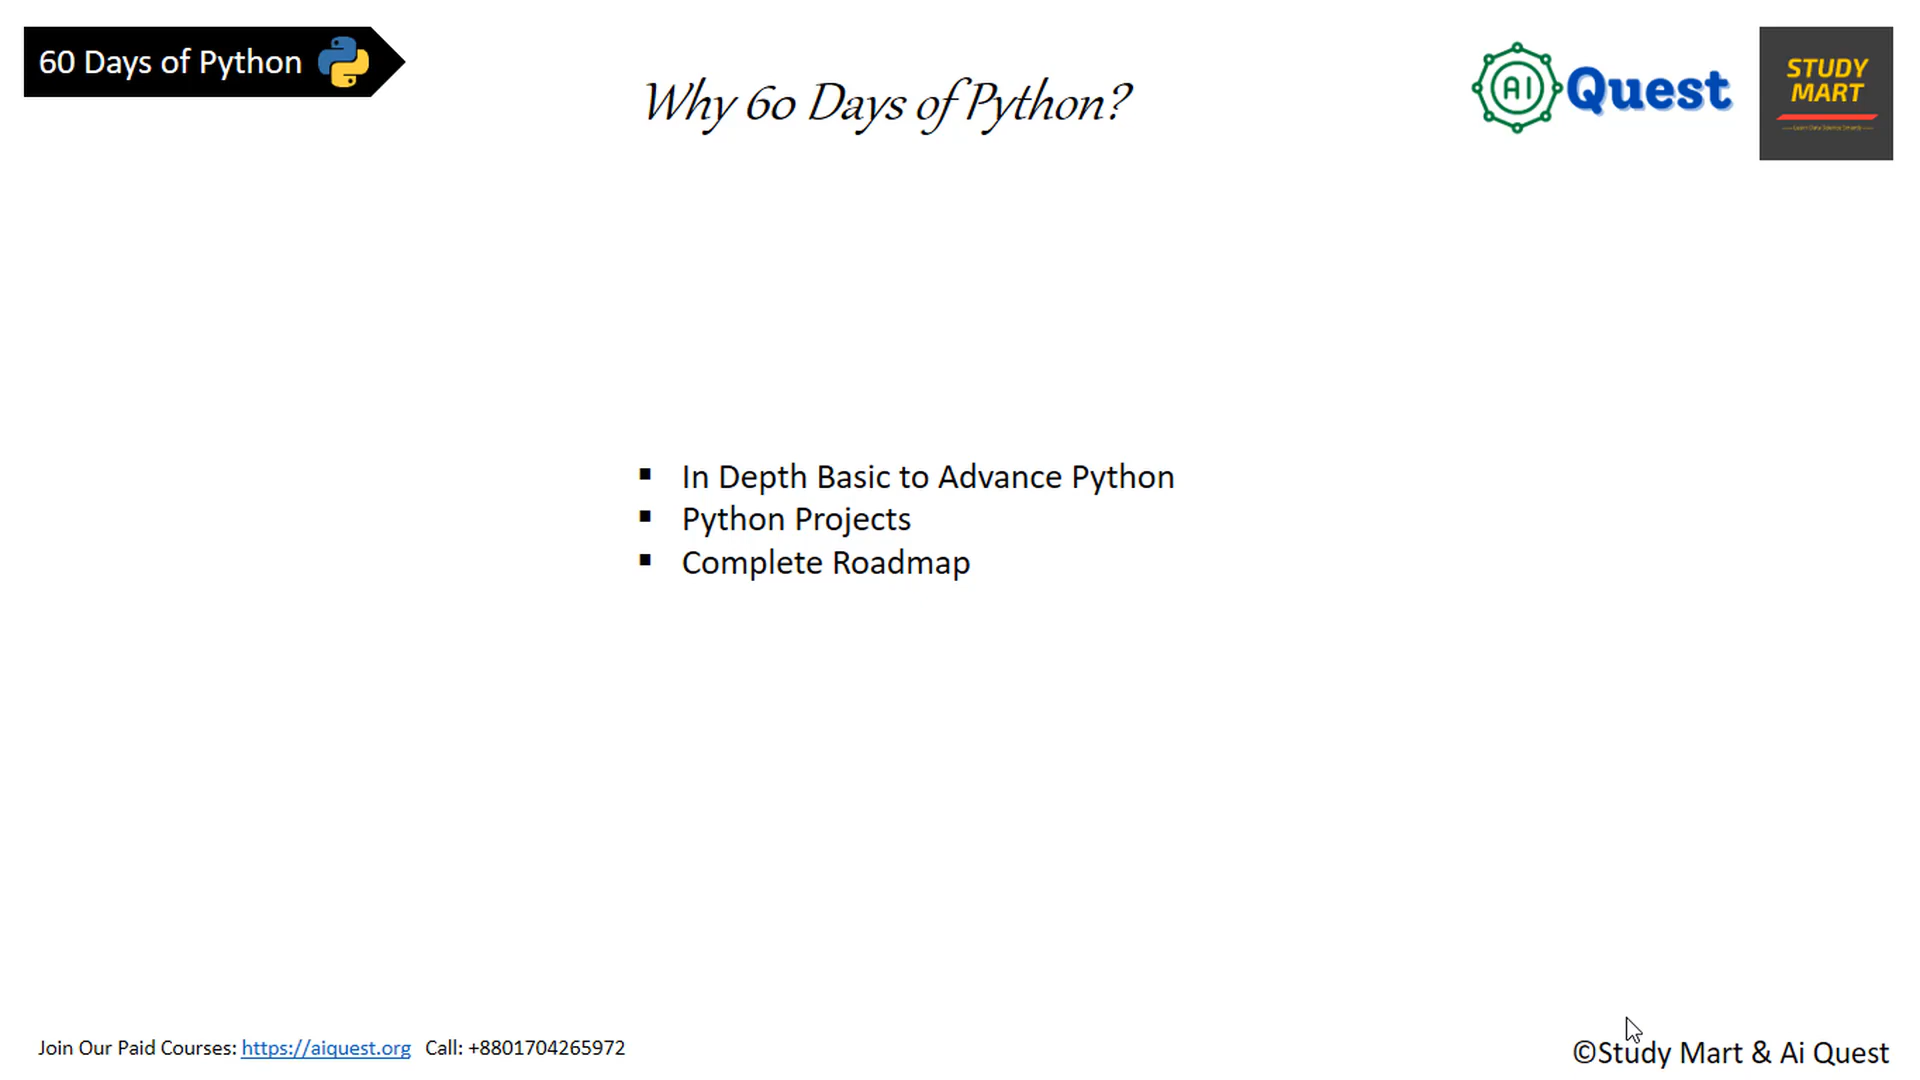 60 Days of Python
Why 60 Days of Python?
AI Quest
STUDY
MART
▪ In Depth Basic to Advance Python
▪ Python Projects
▪ Complete Roadmap
Join Our Paid Courses: https://aiquest.org Call: +8801704265972
©Study Mart & Ai Quest